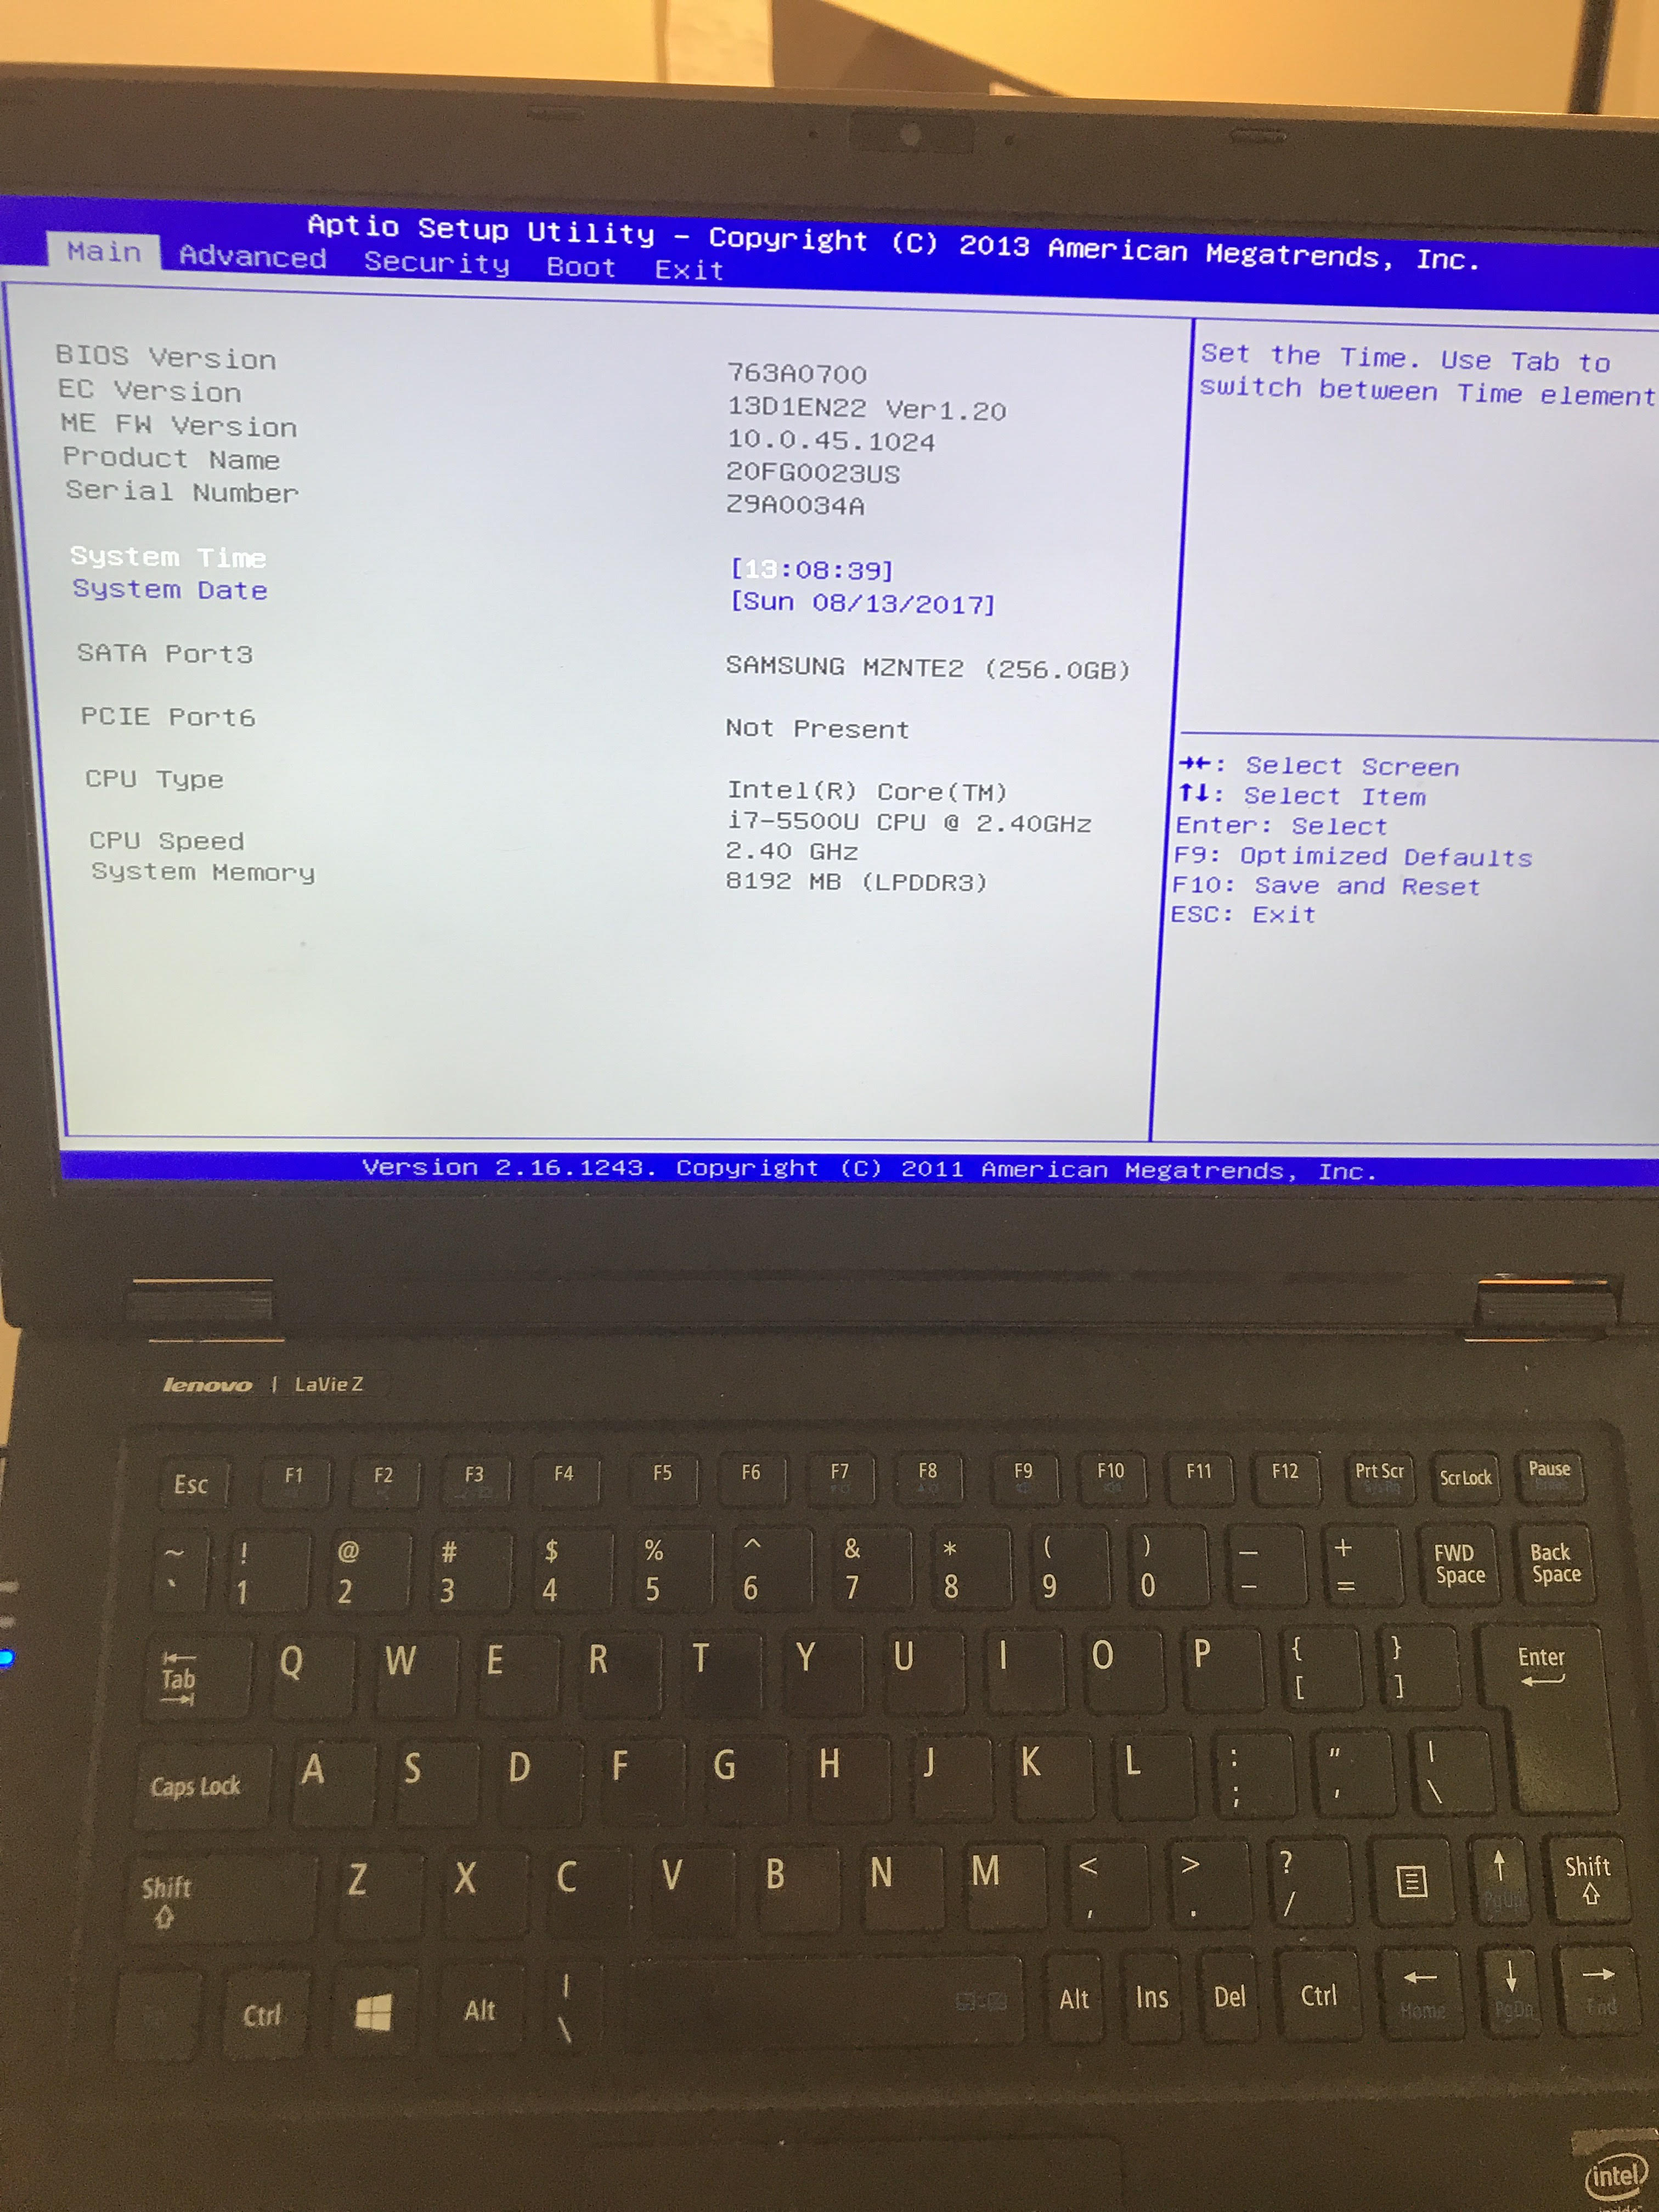 Aptio Setup Utility – Copyright (C) 2013 American Megatrends, Inc.
Main Advanced Security Boot Exit
BIOS Version 763A0700
EC Version 13D1EN22 Ver1.20
ME FW Version 10.0.45.1024
Product Name 20FG0023US
Serial Number Z9A0034A
System Time [13:08:39]
System Date [Sun 08/13/2017]
SATA Port3 SAMSUNG MZNTE2 (256.0GB)
PCIE Port6 Not Present
CPU Type Intel(R) Core(TM)
i7-5500U CPU @ 2.40GHz
CPU Speed 2.40 GHz
System Memory 8192 MB (LPDDR3)
Set the Time. Use Tab to
switch between Time element
→←: Select Screen
↑↓: Select Item
Enter: Select
F9: Optimized Defaults
F10: Save and Reset
ESC: Exit
Version 2.16.1243. Copyright (C) 2011 American Megatrends, Inc.
lenovo | LaVie Z
Esc F1 F2 F3 F4 F5 F6 F7 F8 F9 F10 F11 F12 Prt Scr Scr Lock Pause
~ ! @ # $ % ^ & * ( ) — + FWD Space Back Space
` 1 2 3 4 5 6 7 8 9 0 - =
Tab Q W E R T Y U I O P { [ } ] Enter
Caps Lock A S D F G H J K L : ; " ' | \
Shift Z X C V B N M < , > . ? / ↑ PgUp Shift
Ctrl Alt | \ Alt Ins Del Ctrl ← Home ↓ PgDn → End
intel